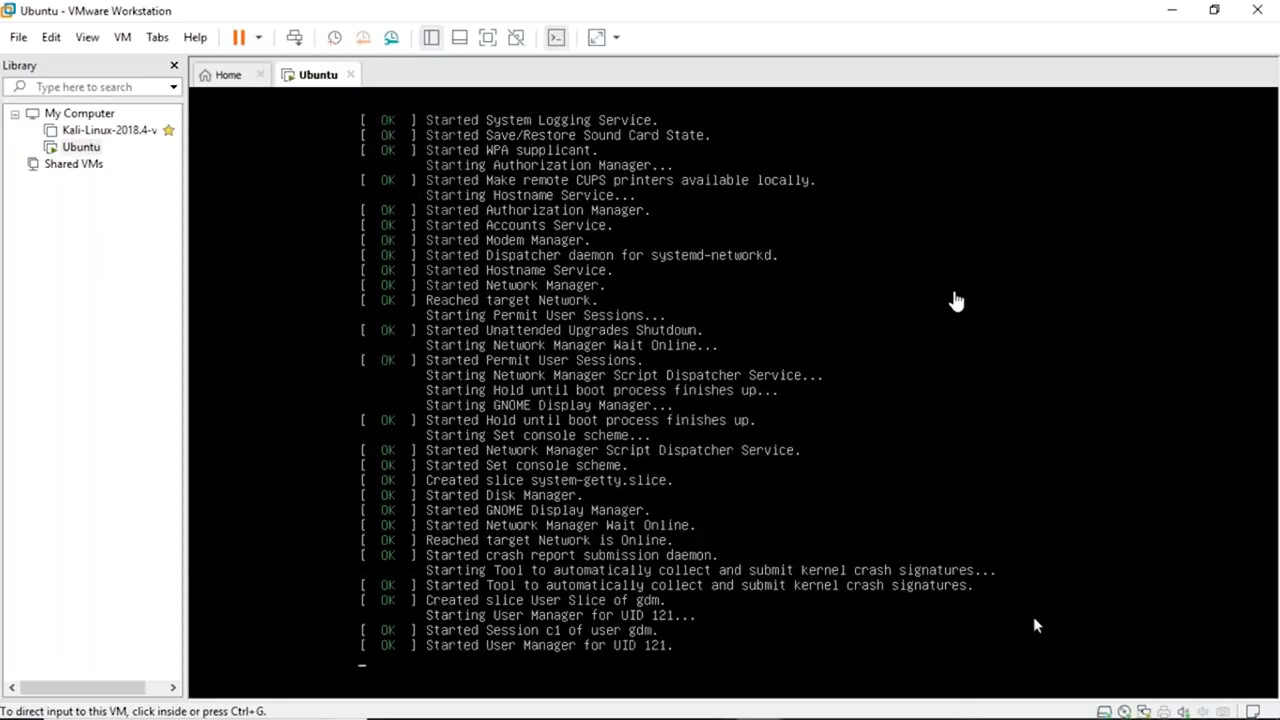 Ubuntu - VMware Workstation
File Edit View VM Tabs Help
Library
Type here to search
My Computer
Kali-Linux-2018.4-v
Ubuntu
Shared VMs
Home
Ubuntu
[ OK ] Started System Logging Service.
[ OK ] Started Save/Restore Sound Card State.
[ OK ] Started WPA supplicant.
Starting Authorization Manager...
[ OK ] Started Make remote CUPS printers available locally.
Starting Hostname Service...
[ OK ] Started Authorization Manager.
[ OK ] Started Accounts Service.
[ OK ] Started Modem Manager.
[ OK ] Started Dispatcher daemon for systemd-networkd.
[ OK ] Started Hostname Service.
[ OK ] Started Network Manager.
[ OK ] Reached target Network.
Starting Permit User Sessions...
[ OK ] Started Unattended Upgrades Shutdown.
Starting Network Manager Wait Online...
[ OK ] Started Permit User Sessions.
Starting Network Manager Script Dispatcher Service...
Starting Hold until boot process finishes up...
Starting GNOME Display Manager...
[ OK ] Started Hold until boot process finishes up.
Starting Set console scheme...
[ OK ] Started Network Manager Script Dispatcher Service.
[ OK ] Started Set console scheme.
[ OK ] Created slice system-getty.slice.
[ OK ] Started Disk Manager.
[ OK ] Started GNOME Display Manager.
[ OK ] Started Network Manager Wait Online.
[ OK ] Reached target Network is Online.
[ OK ] Started crash report submission daemon.
Starting Tool to automatically collect and submit kernel crash signatures...
[ OK ] Started Tool to automatically collect and submit kernel crash signatures.
[ OK ] Created slice User Slice of gdm.
Starting User Manager for UID 121...
[ OK ] Started Session c1 of user gdm.
[ OK ] Started User Manager for UID 121.
To direct input to this VM, click inside or press Ctrl+G.